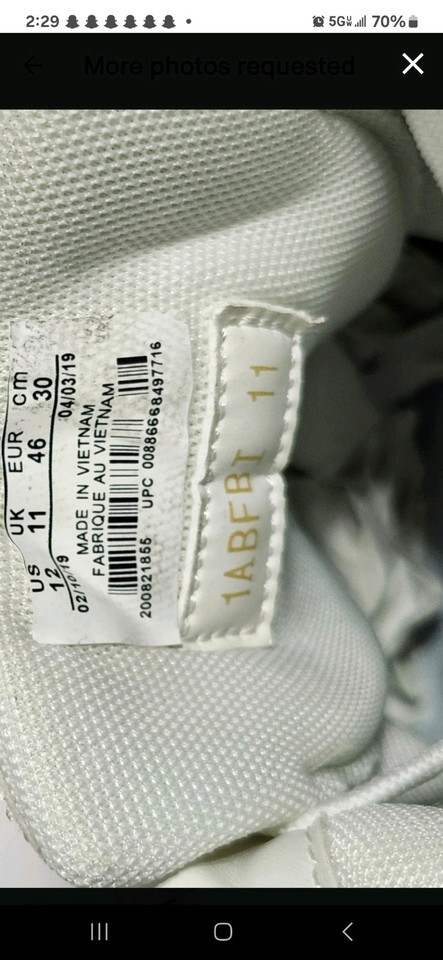 2:29
5G
70%
More photos requested
US UK EUR cm
12 11 46 30
02/10/19 04/03/19
MADE IN VIETNAM
FABRIQUE AU VIETNAM
200821855 UPC 00886668497716
1ABFBI 11